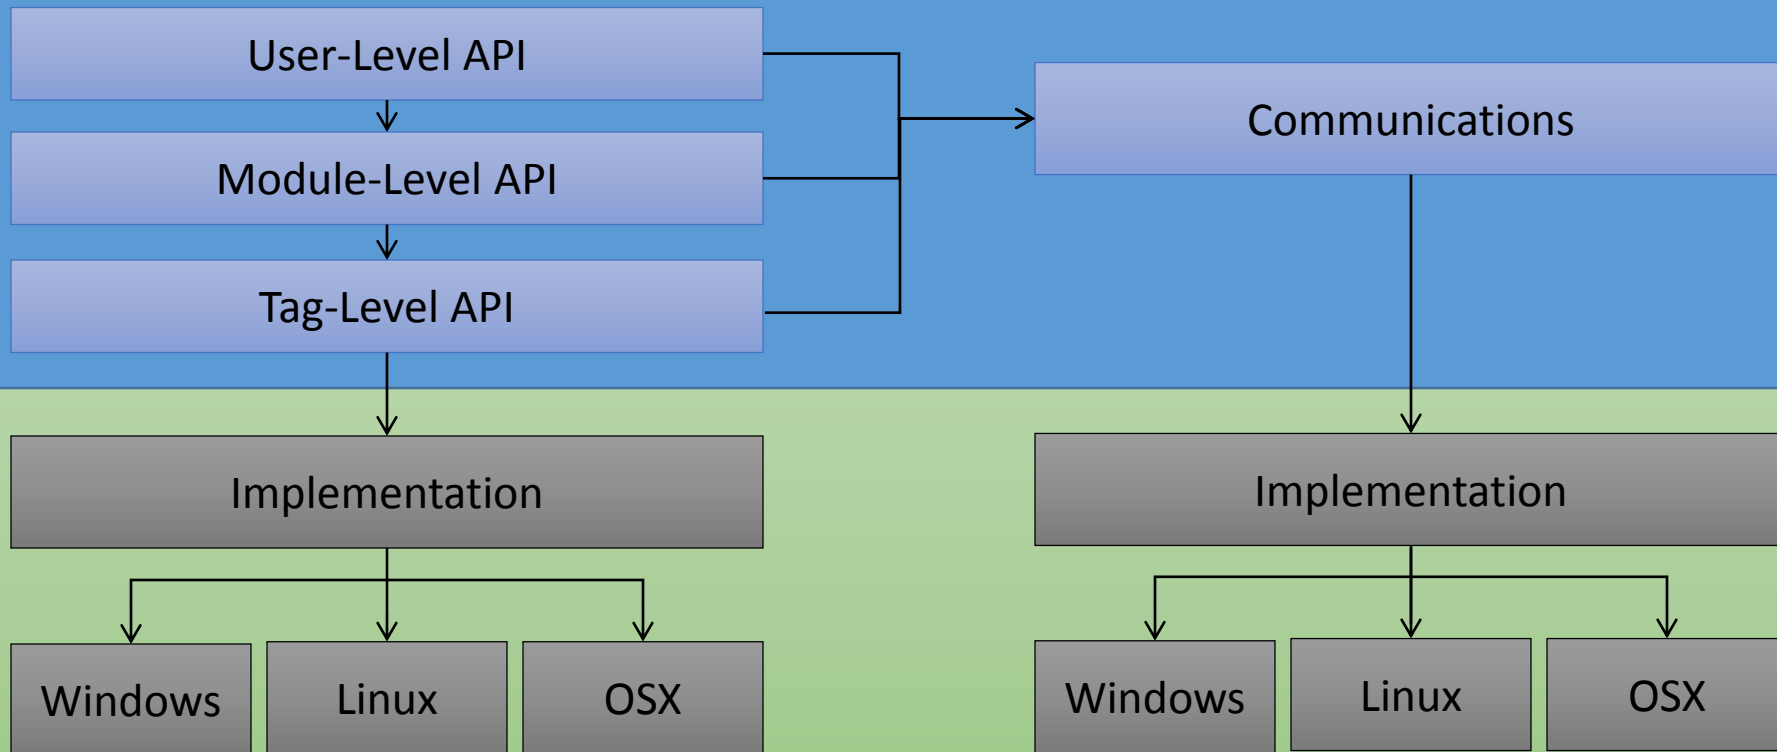 User-Level API
Communications
Module-Level API
Tag-Level API
Implementation
Implementation
Windows
Linux
OSX
Windows
Linux
OSX